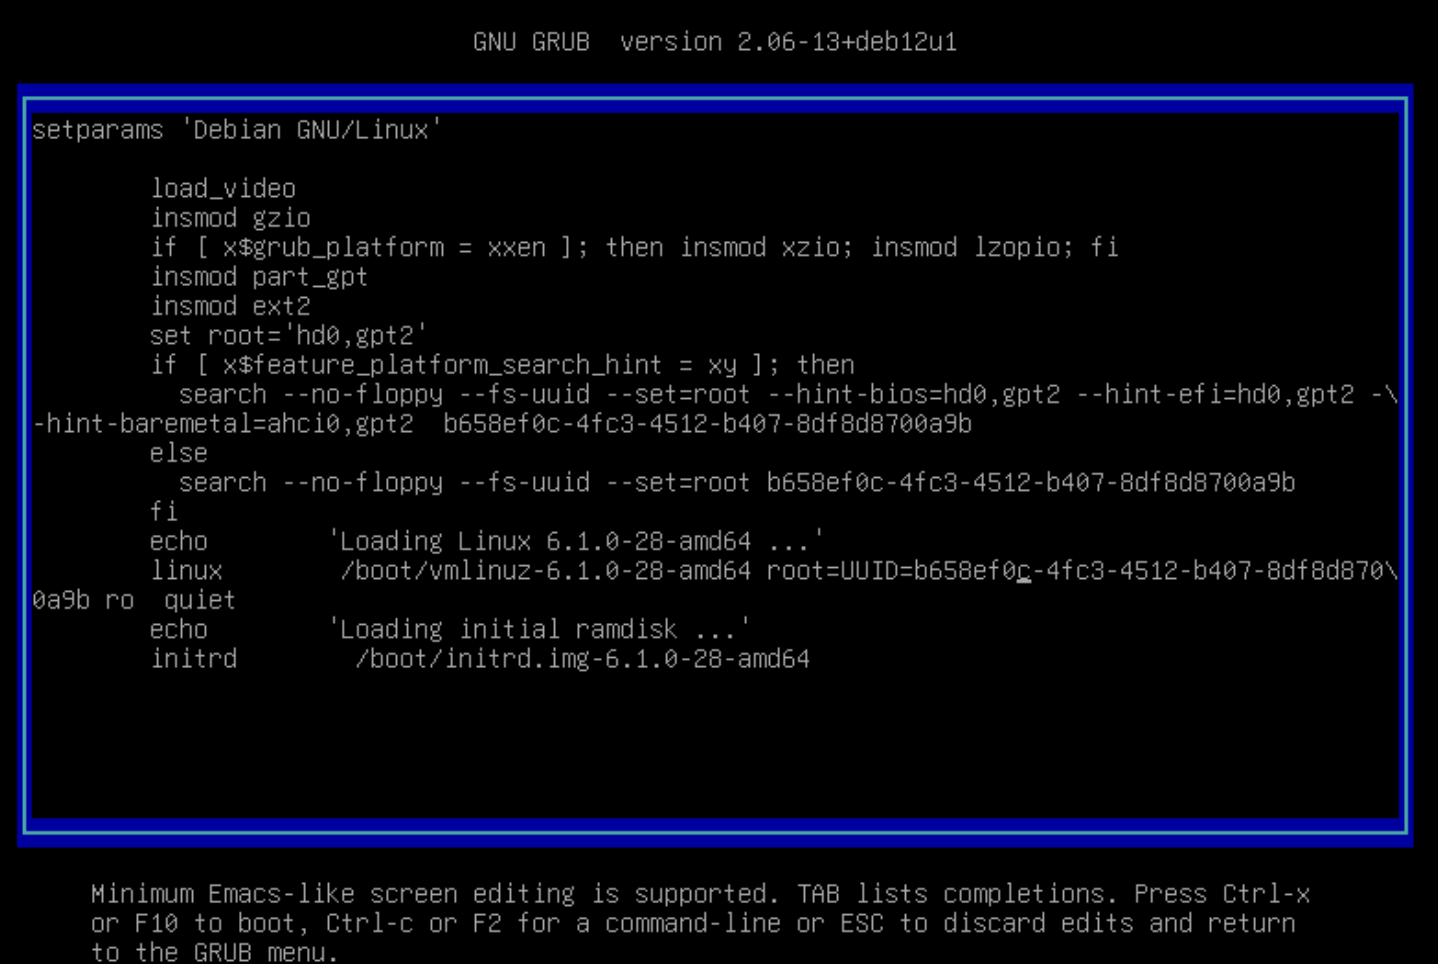 GNU GRUB  version 2.06-13+deb12u1
setparams 'Debian GNU/Linux'
load_video
insmod gzio
if [ x$grub_platform = xxen ]; then insmod xzio; insmod lzopio; fi
insmod part_gpt
insmod ext2
set root='hd0,gpt2'
if [ x$feature_platform_search_hint = xy ]; then
search --no-floppy --fs-uuid --set=root --hint-bios=hd0,gpt2 --hint-efi=hd0,gpt2 -\
-hint-baremetal=ahci0,gpt2  b658ef0c-4fc3-4512-b407-8df8d8700a9b
else
search --no-floppy --fs-uuid --set=root b658ef0c-4fc3-4512-b407-8df8d8700a9b
fi
echo 'Loading Linux 6.1.0-28-amd64 ...'
linux /boot/vmlinuz-6.1.0-28-amd64 root=UUID=b658ef0c-4fc3-4512-b407-8df8d870\
0a9b ro  quiet
echo 'Loading initial ramdisk ...'
initrd /boot/initrd.img-6.1.0-28-amd64
Minimum Emacs-like screen editing is supported. TAB lists completions. Press Ctrl-x
or F10 to boot, Ctrl-c or F2 for a command-line or ESC to discard edits and return
to the GRUB menu.